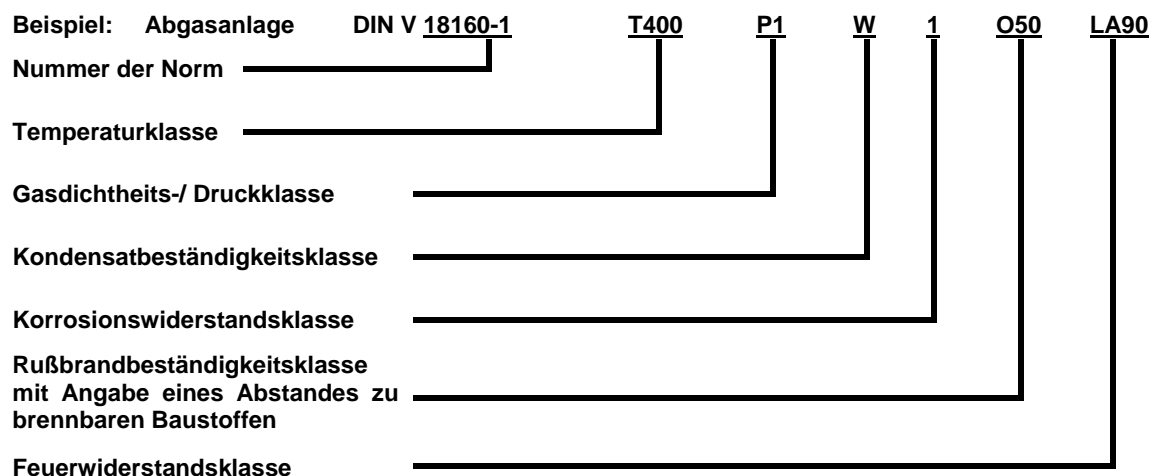 Beispiel: Abgasanlage DIN V 18160-1 T400 P1 W 1 O50 LA90
Nummer der Norm
Temperaturklasse
Gasdichtheits-/ Druckklasse
Kondensatbeständigkeitsklasse
Korrosionswiderstandsklasse
Rußbrandbeständigkeitsklasse
mit Angabe eines Abstandes zu
brennbaren Baustoffen
Feuerwiderstandsklasse